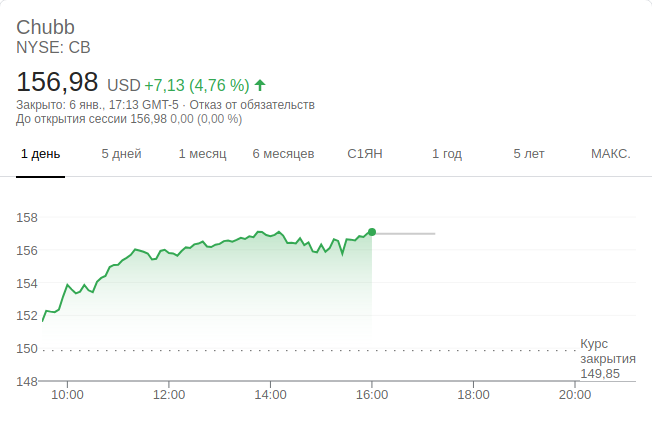 Chubb
NYSE: CB
156,98 USD +7,13 (4,76 %)
Закрыто: 6 янв., 17:13 GMT-5 · Отказ от обязательств
До открытия сессии 156,98 0,00 (0,00 %)
1 день 5 дней 1 месяц 6 месяцев С1ЯН 1 год 5 лет МАКС.
158
156
154
152
150
148
Курс
закрытия
149,85
10:00 12:00 14:00 16:00 18:00 20:00